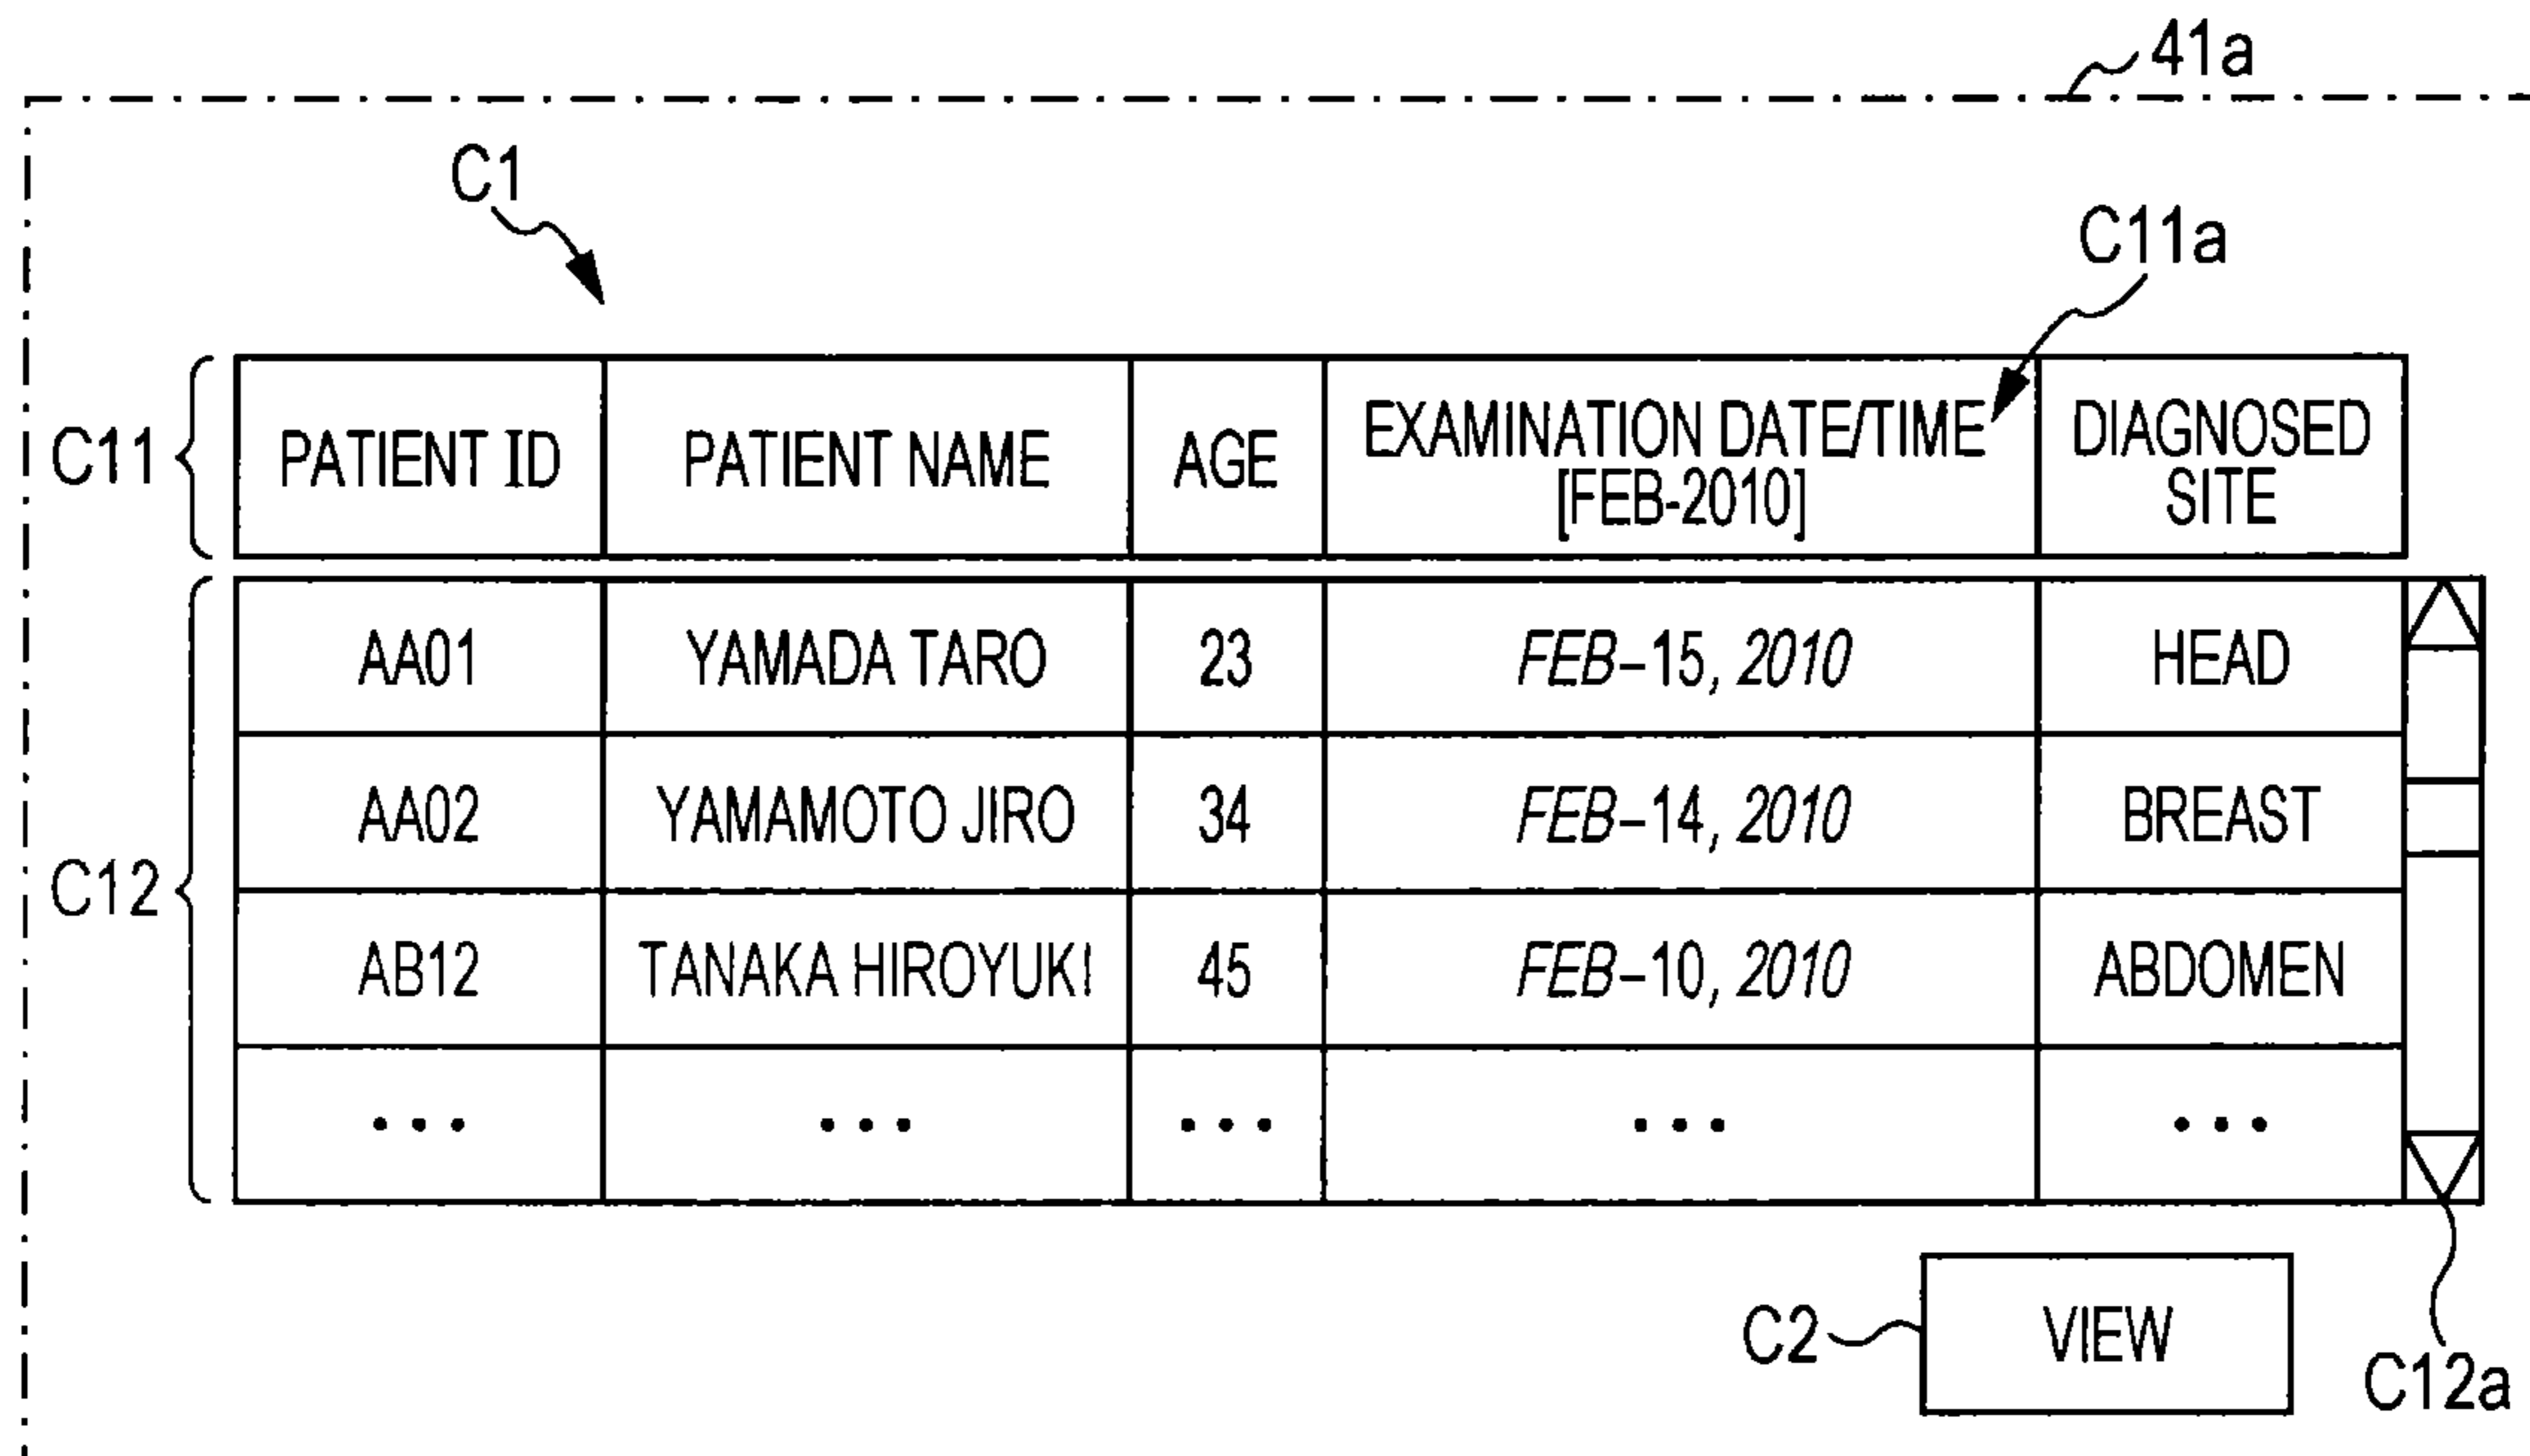 41a
C1
C11a
C11
PATIENT ID PATIENT NAME AGE EXAMINATION DATE/TIME DIAGNOSED
[FEB-2010] SITE
AA01 YAMADA TARO 23 FEB–15, 2010 HEAD
AA02 YAMAMOTO JIRO 34 FEB–14, 2010 BREAST
C12
AB12 TANAKA HIROYUKI 45 FEB–10, 2010 ABDOMEN
••• ••• ••• ••• •••
C2 VIEW
C12a